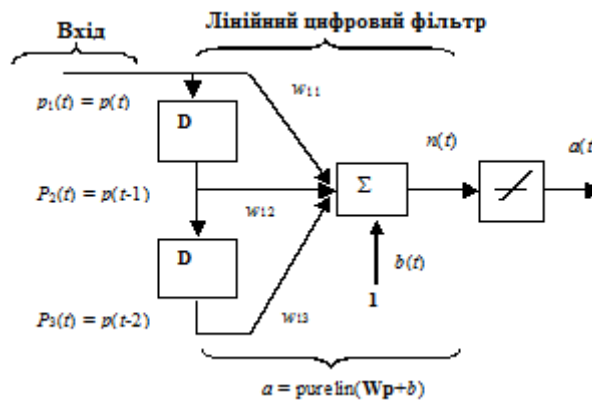 Вхід
Лінійний цифровий фільтр
p₁(t) = p(t)
D
w₁₁
P₂(t) = p(t-1)
w₁₂
Σ
n(t)
a(t
D
P₃(t) = p(t-2)
w₁₃
b(t)
1
a = purelin(Wp+b)